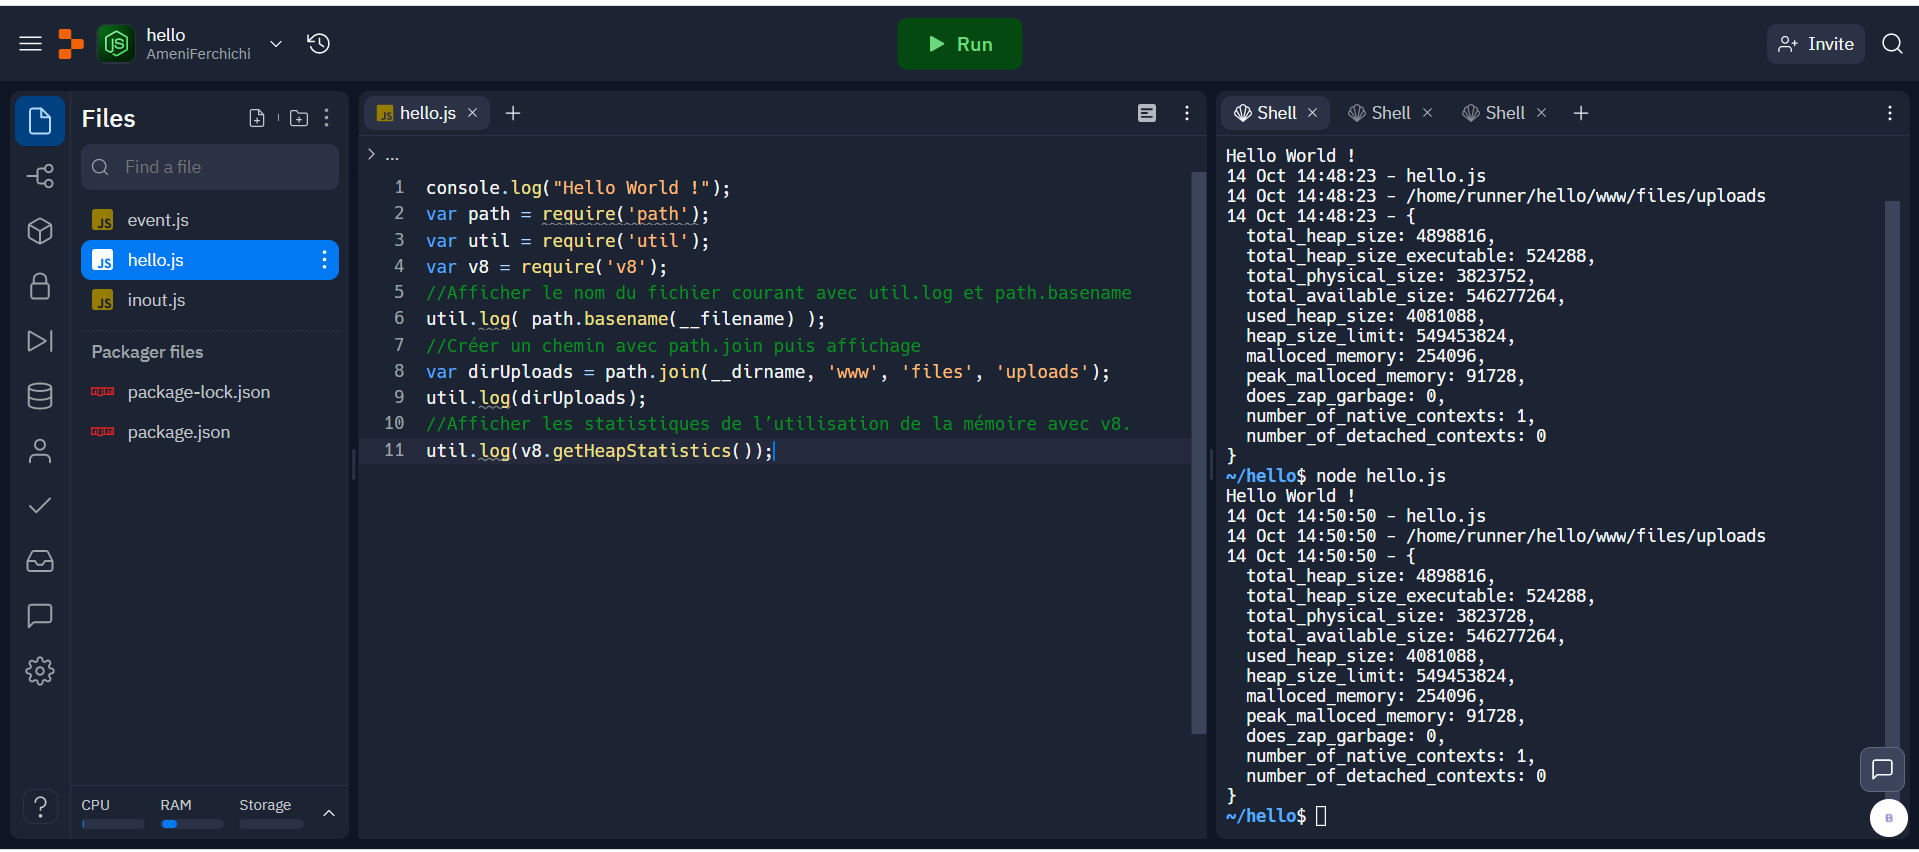 hello
AmeniFerchichi
Run
Invite
Files
Find a file
JS event.js
JS hello.js
JS inout.js
Packager files
package-lock.json
package.json
CPU RAM Storage
?
JS hello.js
> ...
1 console.log("Hello World !");
2 var path = require('path');
3 var util = require('util');
4 var v8 = require('v8');
5 //Afficher le nom du fichier courant avec util.log et path.basename
6 util.log( path.basename(__filename) );
7 //Créer un chemin avec path.join puis affichage
8 var dirUploads = path.join(__dirname, 'www', 'files', 'uploads');
9 util.log(dirUploads);
10 //Afficher les statistiques de l’utilisation de la mémoire avec v8.
11 util.log(v8.getHeapStatistics());
Shell Shell Shell
Hello World !
14 Oct 14:48:23 - hello.js
14 Oct 14:48:23 - /home/runner/hello/www/files/uploads
14 Oct 14:48:23 - {
total_heap_size: 4898816,
total_heap_size_executable: 524288,
total_physical_size: 3823752,
total_available_size: 546277264,
used_heap_size: 4081088,
heap_size_limit: 549453824,
malloced_memory: 254096,
peak_malloced_memory: 91728,
does_zap_garbage: 0,
number_of_native_contexts: 1,
number_of_detached_contexts: 0
}
~/hello$ node hello.js
Hello World !
14 Oct 14:50:50 - hello.js
14 Oct 14:50:50 - /home/runner/hello/www/files/uploads
14 Oct 14:50:50 - {
total_heap_size: 4898816,
total_heap_size_executable: 524288,
total_physical_size: 3823728,
total_available_size: 546277264,
used_heap_size: 4081088,
heap_size_limit: 549453824,
malloced_memory: 254096,
peak_malloced_memory: 91728,
does_zap_garbage: 0,
number_of_native_contexts: 1,
number_of_detached_contexts: 0
}
~/hello$